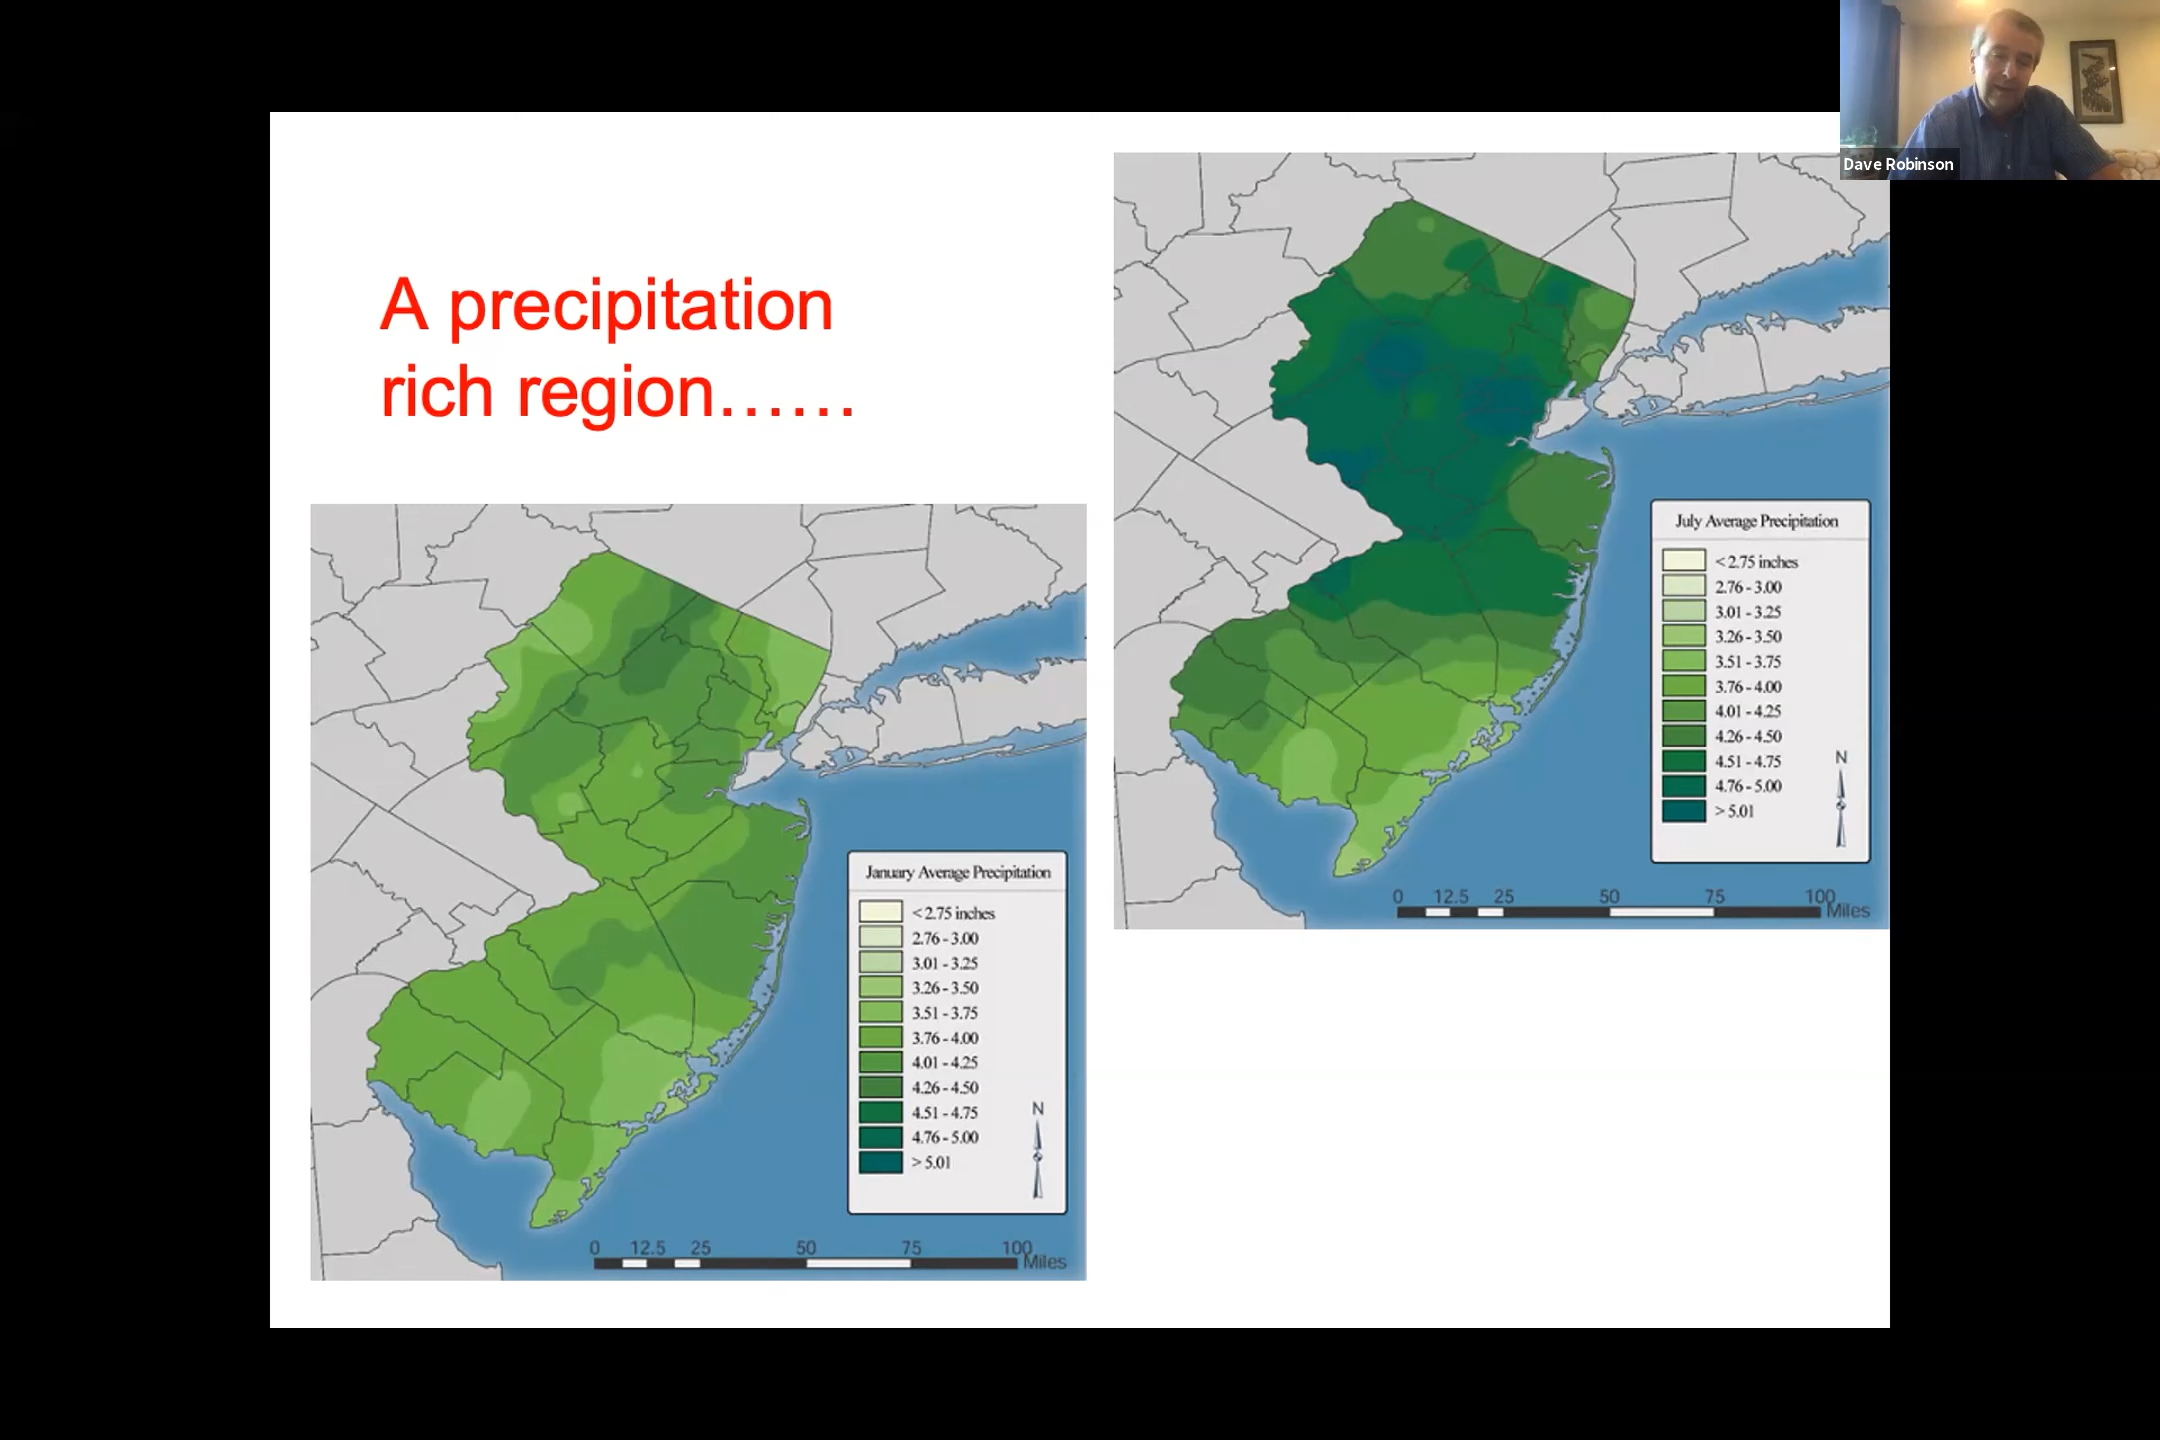 Dave Robinson
A precipitation
rich region......
July Average Precipitation
< 2.75 inches
2.76 - 3.00
3.01 - 3.25
3.26 - 3.50
3.51 - 3.75
3.76 - 4.00
4.01 - 4.25
4.26 - 4.50
4.51 - 4.75
4.76 - 5.00
> 5.01
N
0 12.5 25 50 75 100
Miles
January Average Precipitation
< 2.75 inches
2.76 - 3.00
3.01 - 3.25
3.26 - 3.50
3.51 - 3.75
3.76 - 4.00
4.01 - 4.25
4.26 - 4.50
4.51 - 4.75
4.76 - 5.00
> 5.01
N
0 12.5 25 50 75 100
Miles